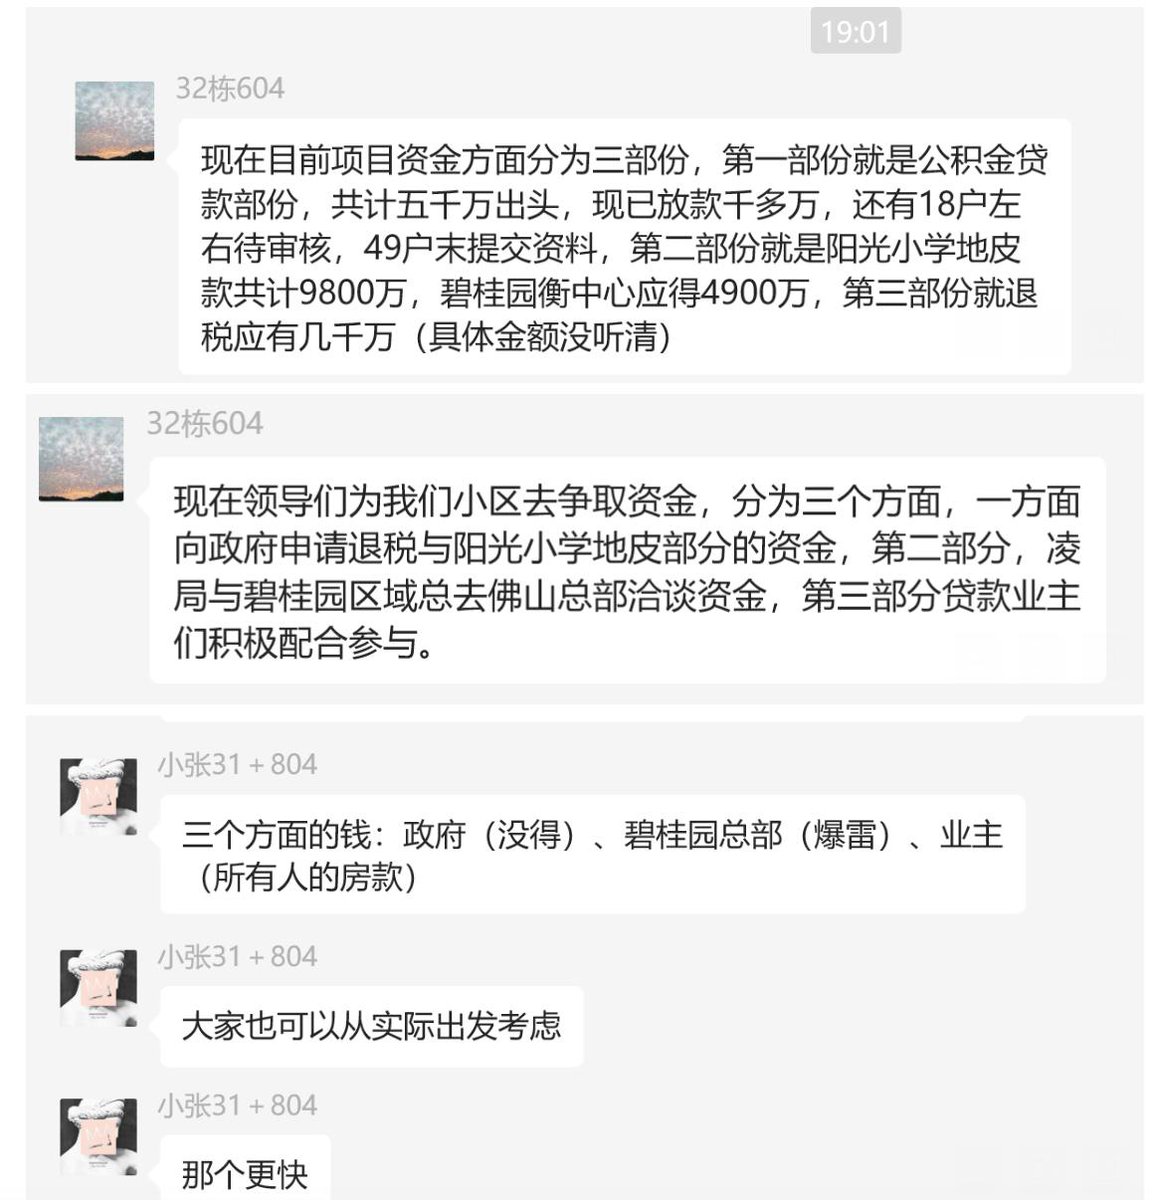 19:01
32栋604
现在目前项目资金方面分为三部份，第一部份就是公积金贷
款部份，共计五千万出头，现已放款千多万，还有18户左
右待审核，49户末提交资料，第二部份就是阳光小学地皮
款共计9800万，碧桂园衡中心应得4900万，第三部份就退
税应有几千万（具体金额没听清）
32栋604
现在领导们为我们小区去争取资金，分为三个方面，一方面
向政府申请退税与阳光小学地皮部分的资金，第二部分，凌
局与碧桂园区域总去佛山总部洽谈资金，第三部分贷款业主
们积极配合参与。
小张31＋804
三个方面的钱：政府（没得）、碧桂园总部（爆雷）、业主
（所有人的房款）
小张31＋804
大家也可以从实际出发考虑
小张31＋804
那个更快